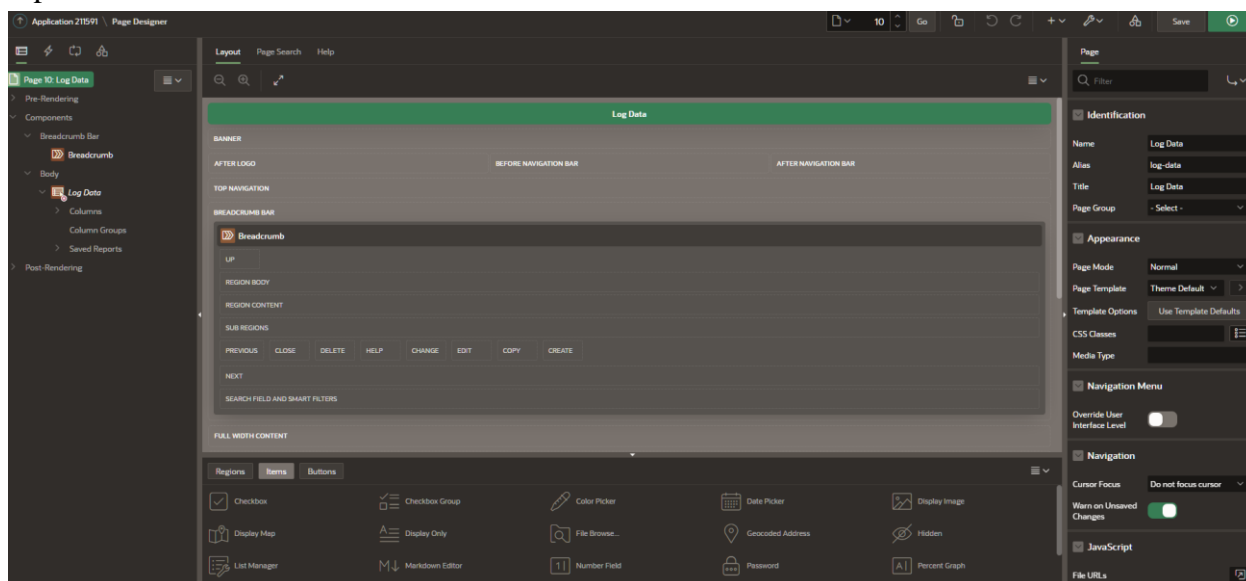 Application 211591 \ Page Designer
10 Go Save
Layout Page Search Help
Page
Page 10: Log Data
Filter
Pre-Rendering
Components
Breadcrumb Bar
Breadcrumb
Body
Log Data
Columns
Column Groups
Saved Reports
Post-Rendering
Log Data
BANNER
AFTER LOGO BEFORE NAVIGATION BAR AFTER NAVIGATION BAR
TOP NAVIGATION
BREADCRUMB BAR
Breadcrumb
UP
REGION BODY
REGION CONTENT
SUB REGIONS
PREVIOUS CLOSE DELETE HELP CHANGE EDIT COPY CREATE
NEXT
SEARCH FIELD AND SMART FILTERS
FULL WIDTH CONTENT
Regions Items Buttons
Checkbox Checkbox Group Color Picker Date Picker Display Image
Display Map Display Only File Browse... Geocoded Address Hidden
List Manager Markdown Editor Number Field Password Percent Graph
Identification
Name Log Data
Alias log-data
Title Log Data
Page Group - Select -
Appearance
Page Mode Normal
Page Template Theme Default
Template Options Use Template Defaults
CSS Classes
Media Type
Navigation Menu
Override User
Interface Level
Navigation
Cursor Focus Do not focus cursor
Warn on Unsaved
Changes
JavaScript
File URLs